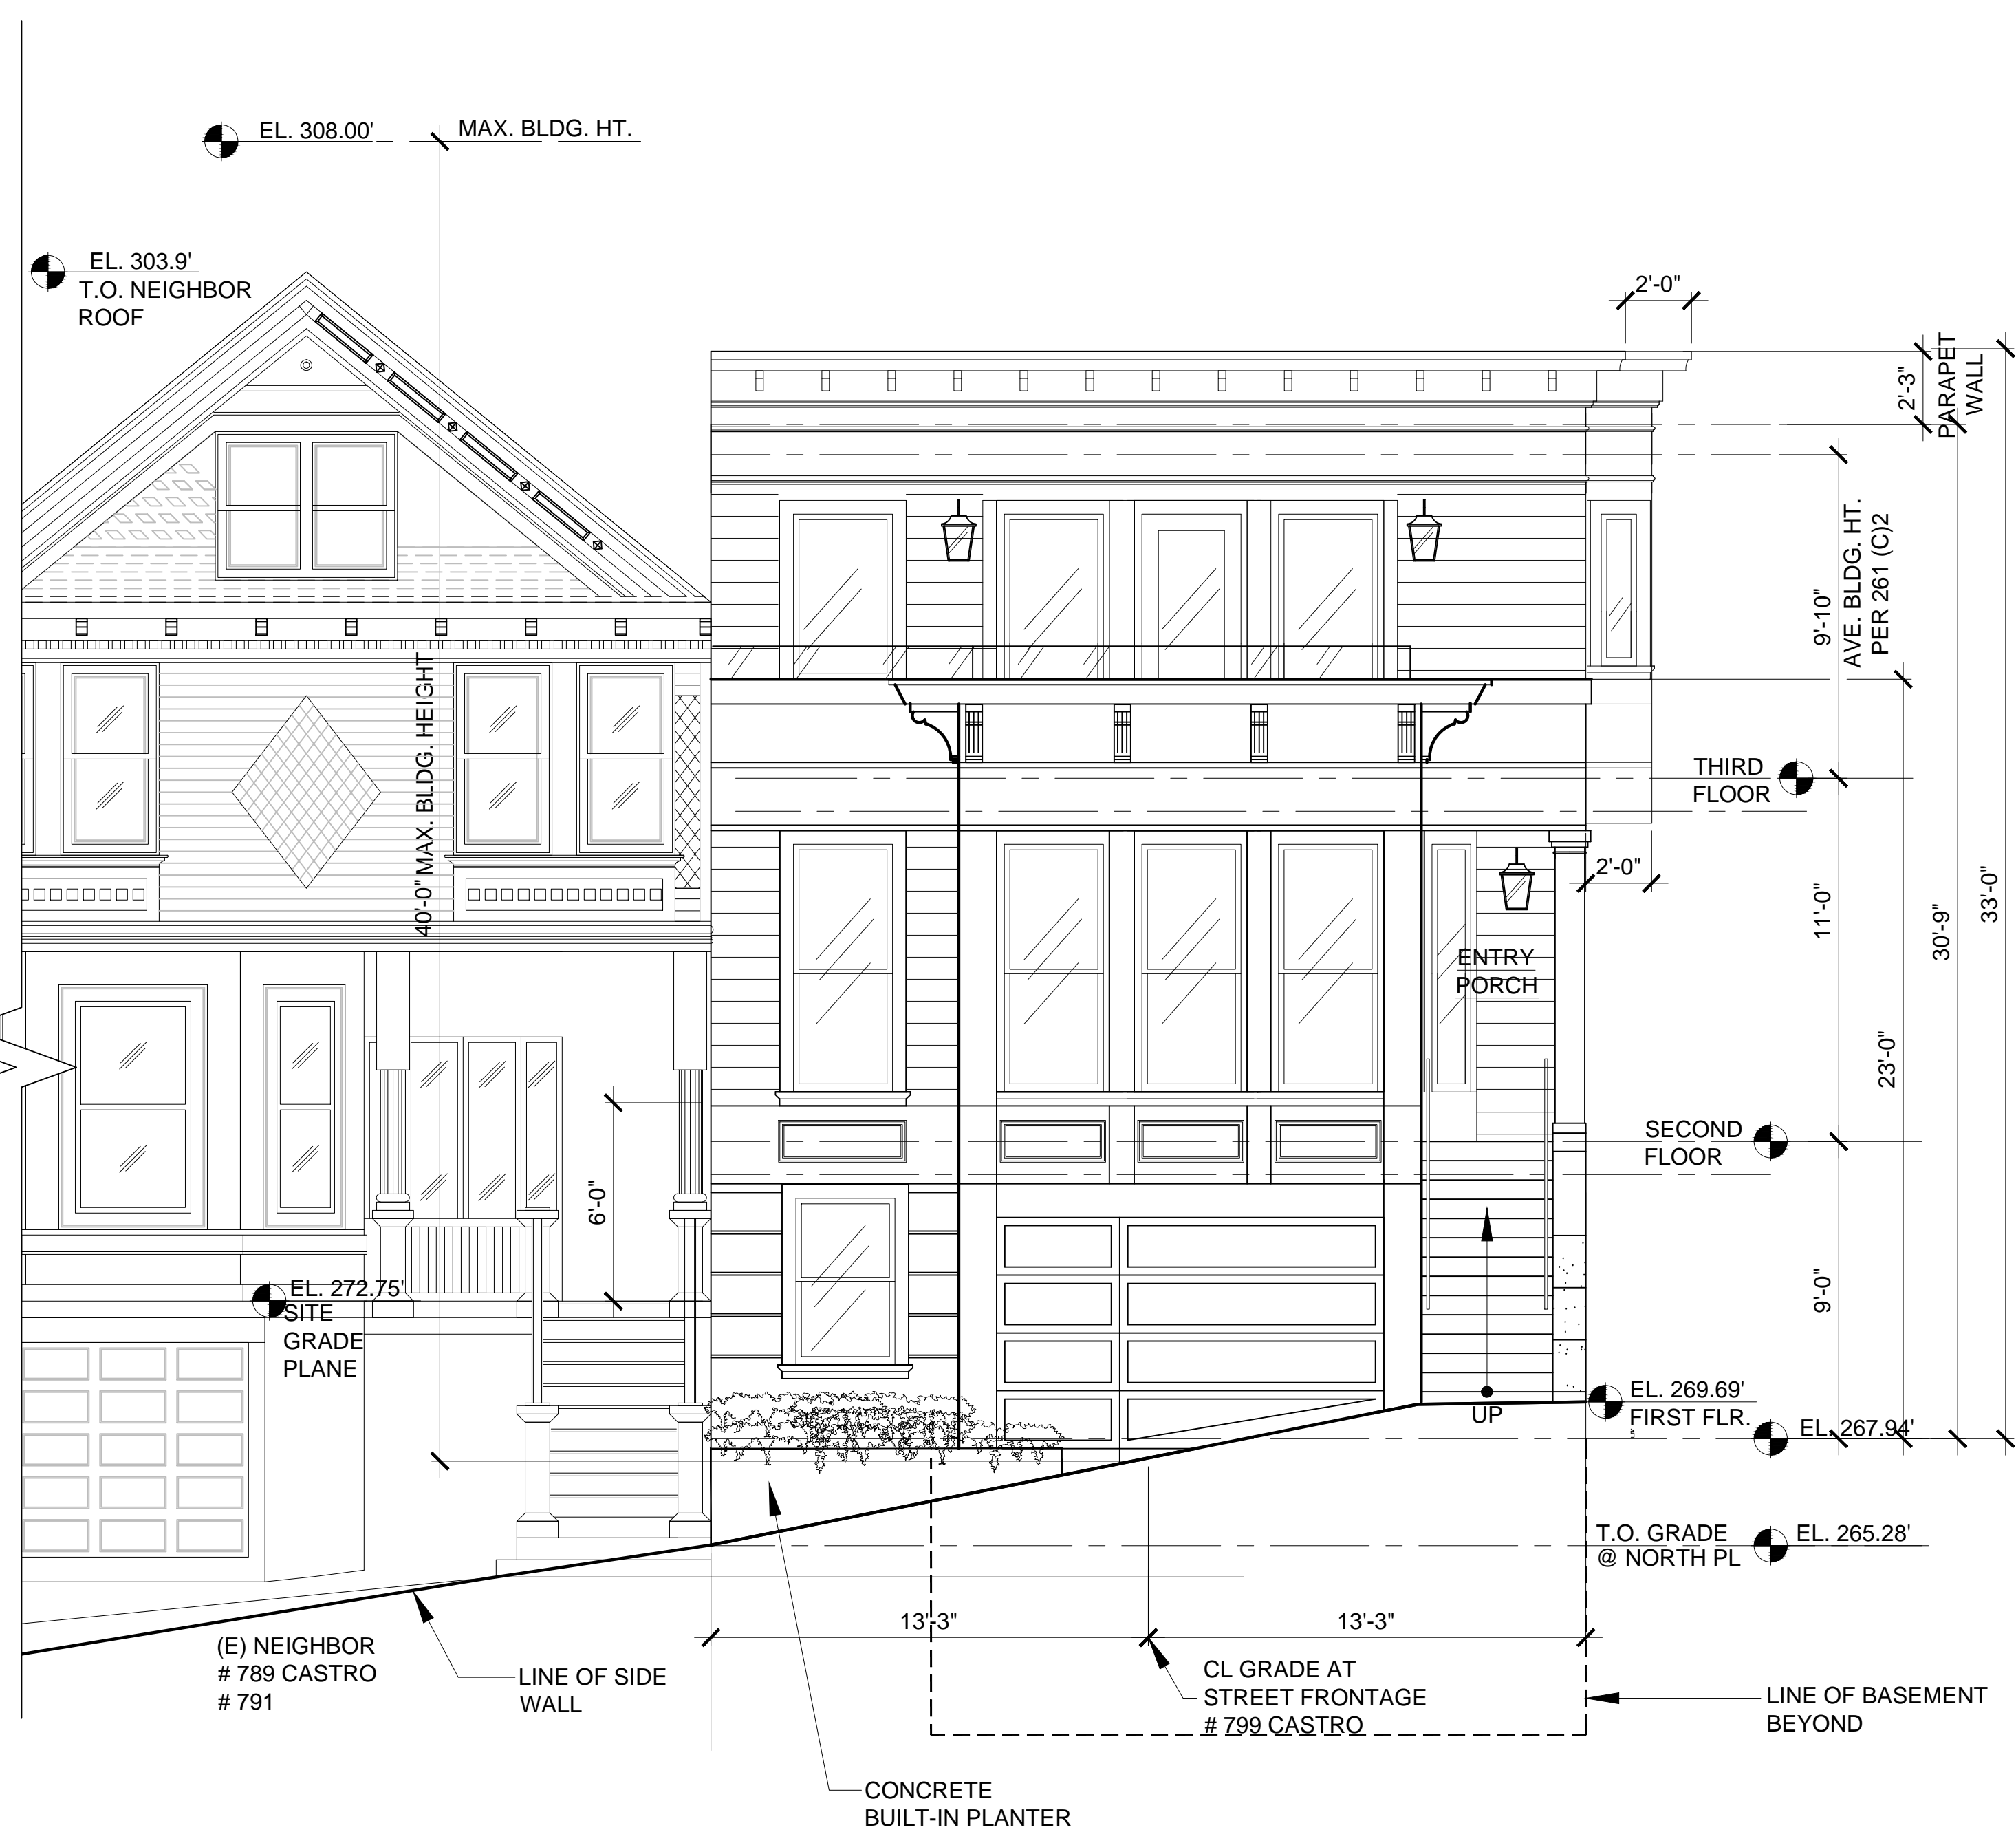 EL. 308.00'
MAX. BLDG. HT.
EL. 303.9'
T.O. NEIGHBOR
ROOF
2'-0"
2'-3"
PARAPET
WALL
9'-10"
AVE. BLDG. HT.
PER 261 (C)2
40'-0" MAX. BLDG. HEIGHT
THIRD
FLOOR
2'-0"
11'-0"
30'-9"
33'-0"
ENTRY
PORCH
23'-0"
SECOND
FLOOR
6'-0"
9'-0"
EL. 272.75'
SITE
GRADE
PLANE
UP
EL. 269.69'
FIRST FLR.
EL. 267.94'
T.O. GRADE
@ NORTH PL
EL. 265.28'
13'-3"
13'-3"
(E) NEIGHBOR
# 789 CASTRO
# 791
LINE OF SIDE
WALL
CL GRADE AT
STREET FRONTAGE
# 799 CASTRO
LINE OF BASEMENT
BEYOND
CONCRETE
BUILT-IN PLANTER